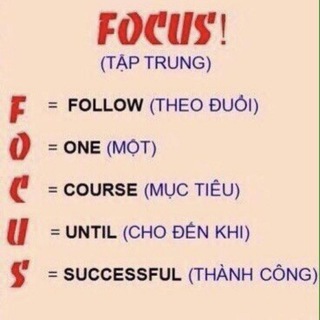 FOCUS!
(TẬP TRUNG)
F = FOLLOW (THEO ĐUỔI)
O = ONE (MỘT)
C = COURSE (MỤC TIÊU)
U = UNTIL (CHO ĐẾN KHI)
S = SUCCESSFUL (THÀNH CÔNG)